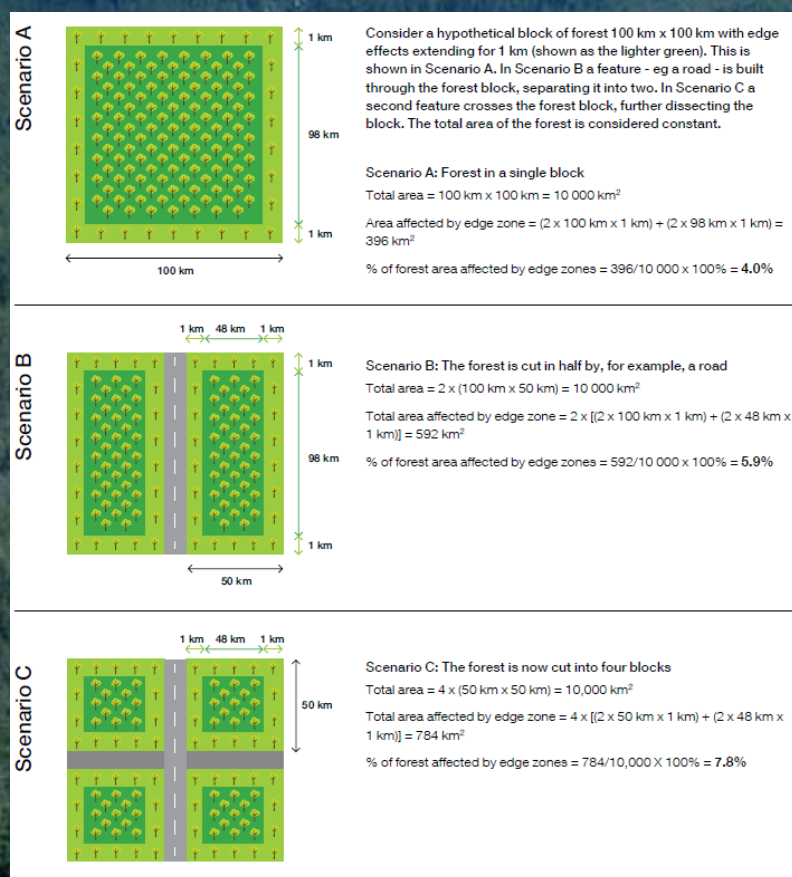 Scenario A
1 km
98 km
1 km
100 km
Consider a hypothetical block of forest 100 km x 100 km with edge
effects extending for 1 km (shown as the lighter green). This is
shown in Scenario A. In Scenario B a feature - eg a road - is built
through the forest block, separating it into two. In Scenario C a
second feature crosses the forest block, further dissecting the
block. The total area of the forest is considered constant.
Scenario A: Forest in a single block
Total area = 100 km x 100 km = 10 000 km²
Area affected by edge zone = (2 x 100 km x 1 km) + (2 x 98 km x 1 km) =
396 km²
% of forest area affected by edge zones = 396/10 000 x 100% = 4.0%
Scenario B
1 km 48 km 1 km
1 km
98 km
1 km
50 km
Scenario B: The forest is cut in half by, for example, a road
Total area = 2 x (100 km x 50 km) = 10 000 km²
Total area affected by edge zone = 2 x [(2 x 100 km x 1 km) + (2 x 48 km x
1 km)] = 592 km²
% of forest area affected by edge zones = 592/10 000 x 100% = 5.9%
Scenario C
1 km 48 km 1 km
50 km
Scenario C: The forest is now cut into four blocks
Total area = 4 x (50 km x 50 km) = 10,000 km²
Total area affected by edge zone = 4 x [(2 x 50 km x 1 km) + (2 x 48 km x
1 km)] = 784 km²
% of forest affected by edge zones = 784/10,000 X 100% = 7.8%